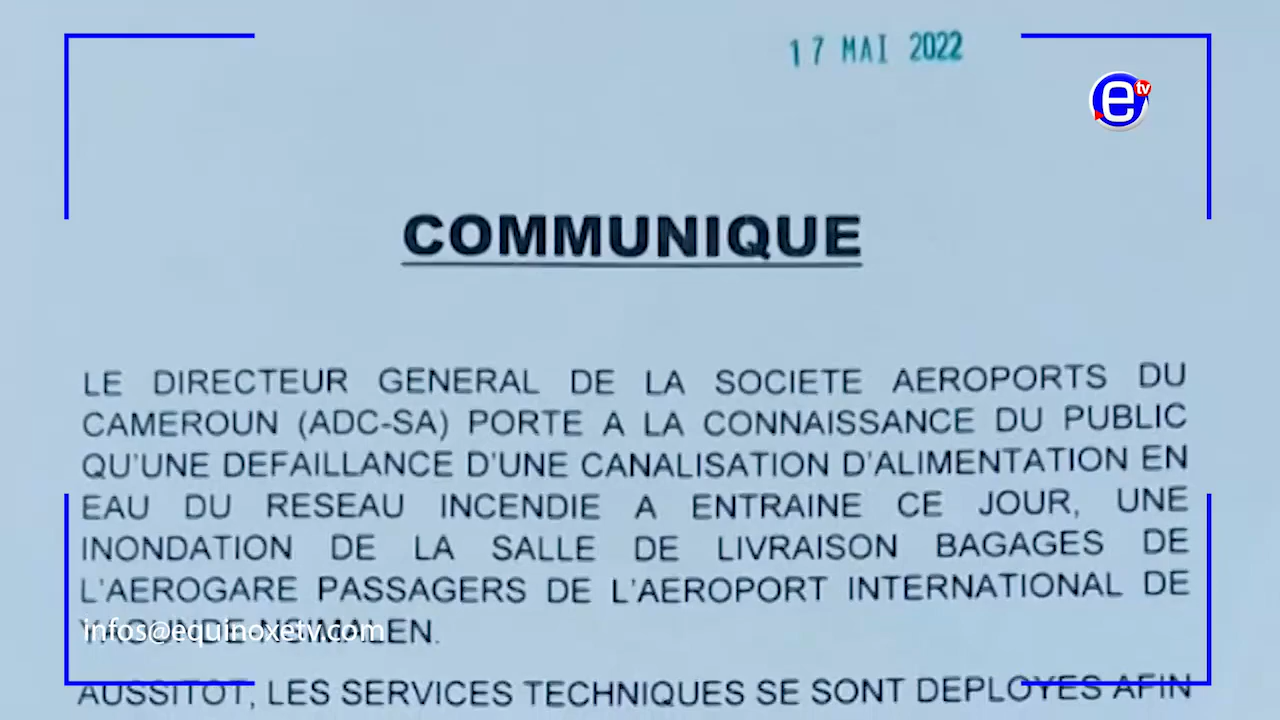 17 MAI 2022
e tv
COMMUNIQUE
LE DIRECTEUR GENERAL DE LA SOCIETE AEROPORTS DU
CAMEROUN (ADC-SA) PORTE A LA CONNAISSANCE DU PUBLIC
QU'UNE DEFAILLANCE D'UNE CANALISATION D'ALIMENTATION EN
EAU DU RESEAU INCENDIE A ENTRAINE CE JOUR, UNE
INONDATION DE LA SALLE DE LIVRAISON BAGAGES DE
L'AEROGARE PASSAGERS DE L'AEROPORT INTERNATIONAL DE
YAOUNDE NSIMALEN.
infos@equinoxetv.com
AUSSITOT, LES SERVICES TECHNIQUES SE SONT DEPLOYES AFIN